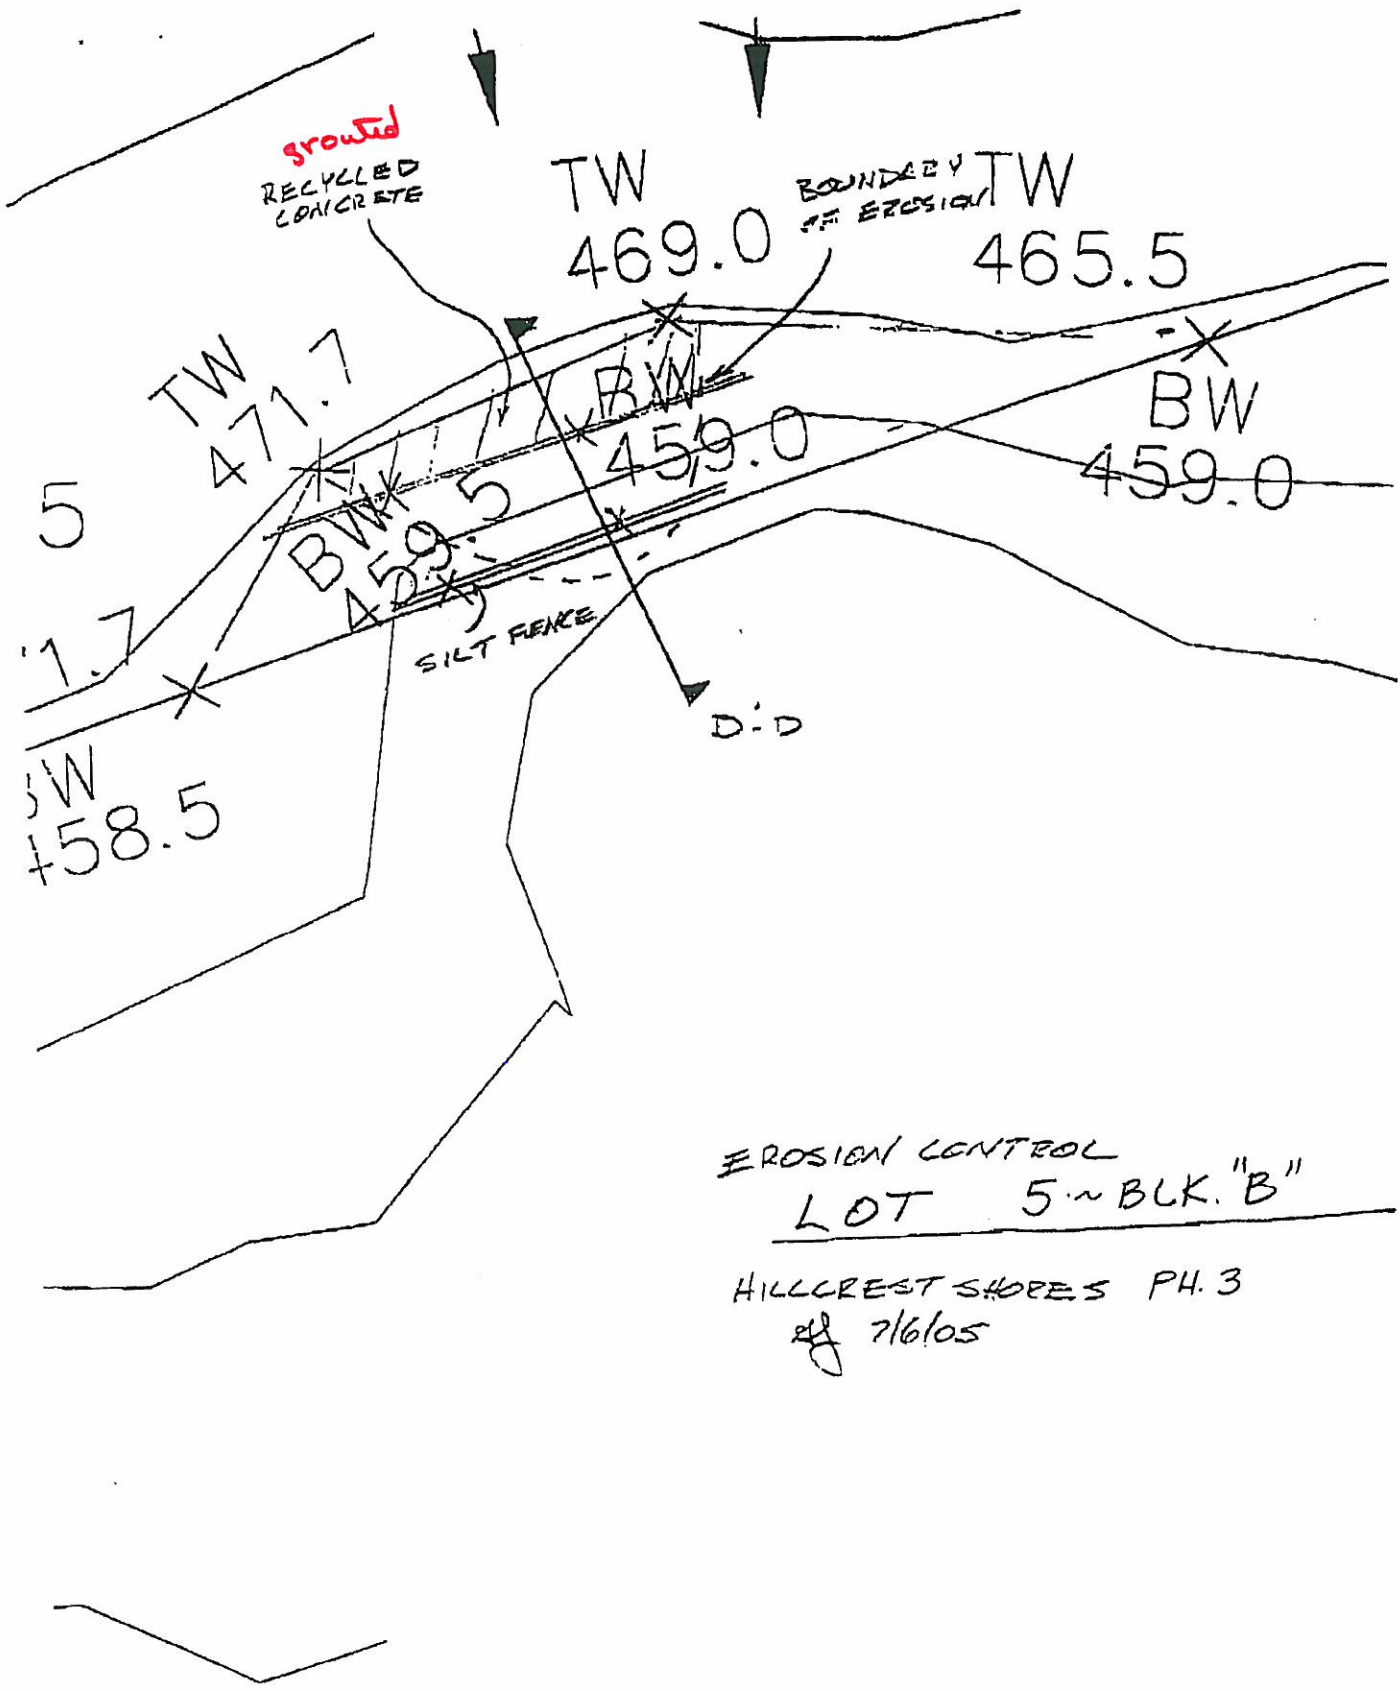 grouted
RECYCLED
CONCRETE
TW
469.0
BOUNDARY
OF EROSION
TW
465.5
TW
471.7
BW
459.0
BW
459.0
5
BW
459.5
1.7
SILT FENCE
D-D
W
458.5
EROSION CONTROL
LOT 5~BLK. "B"
HILLCREST SHORES PH. 3
7/6/05